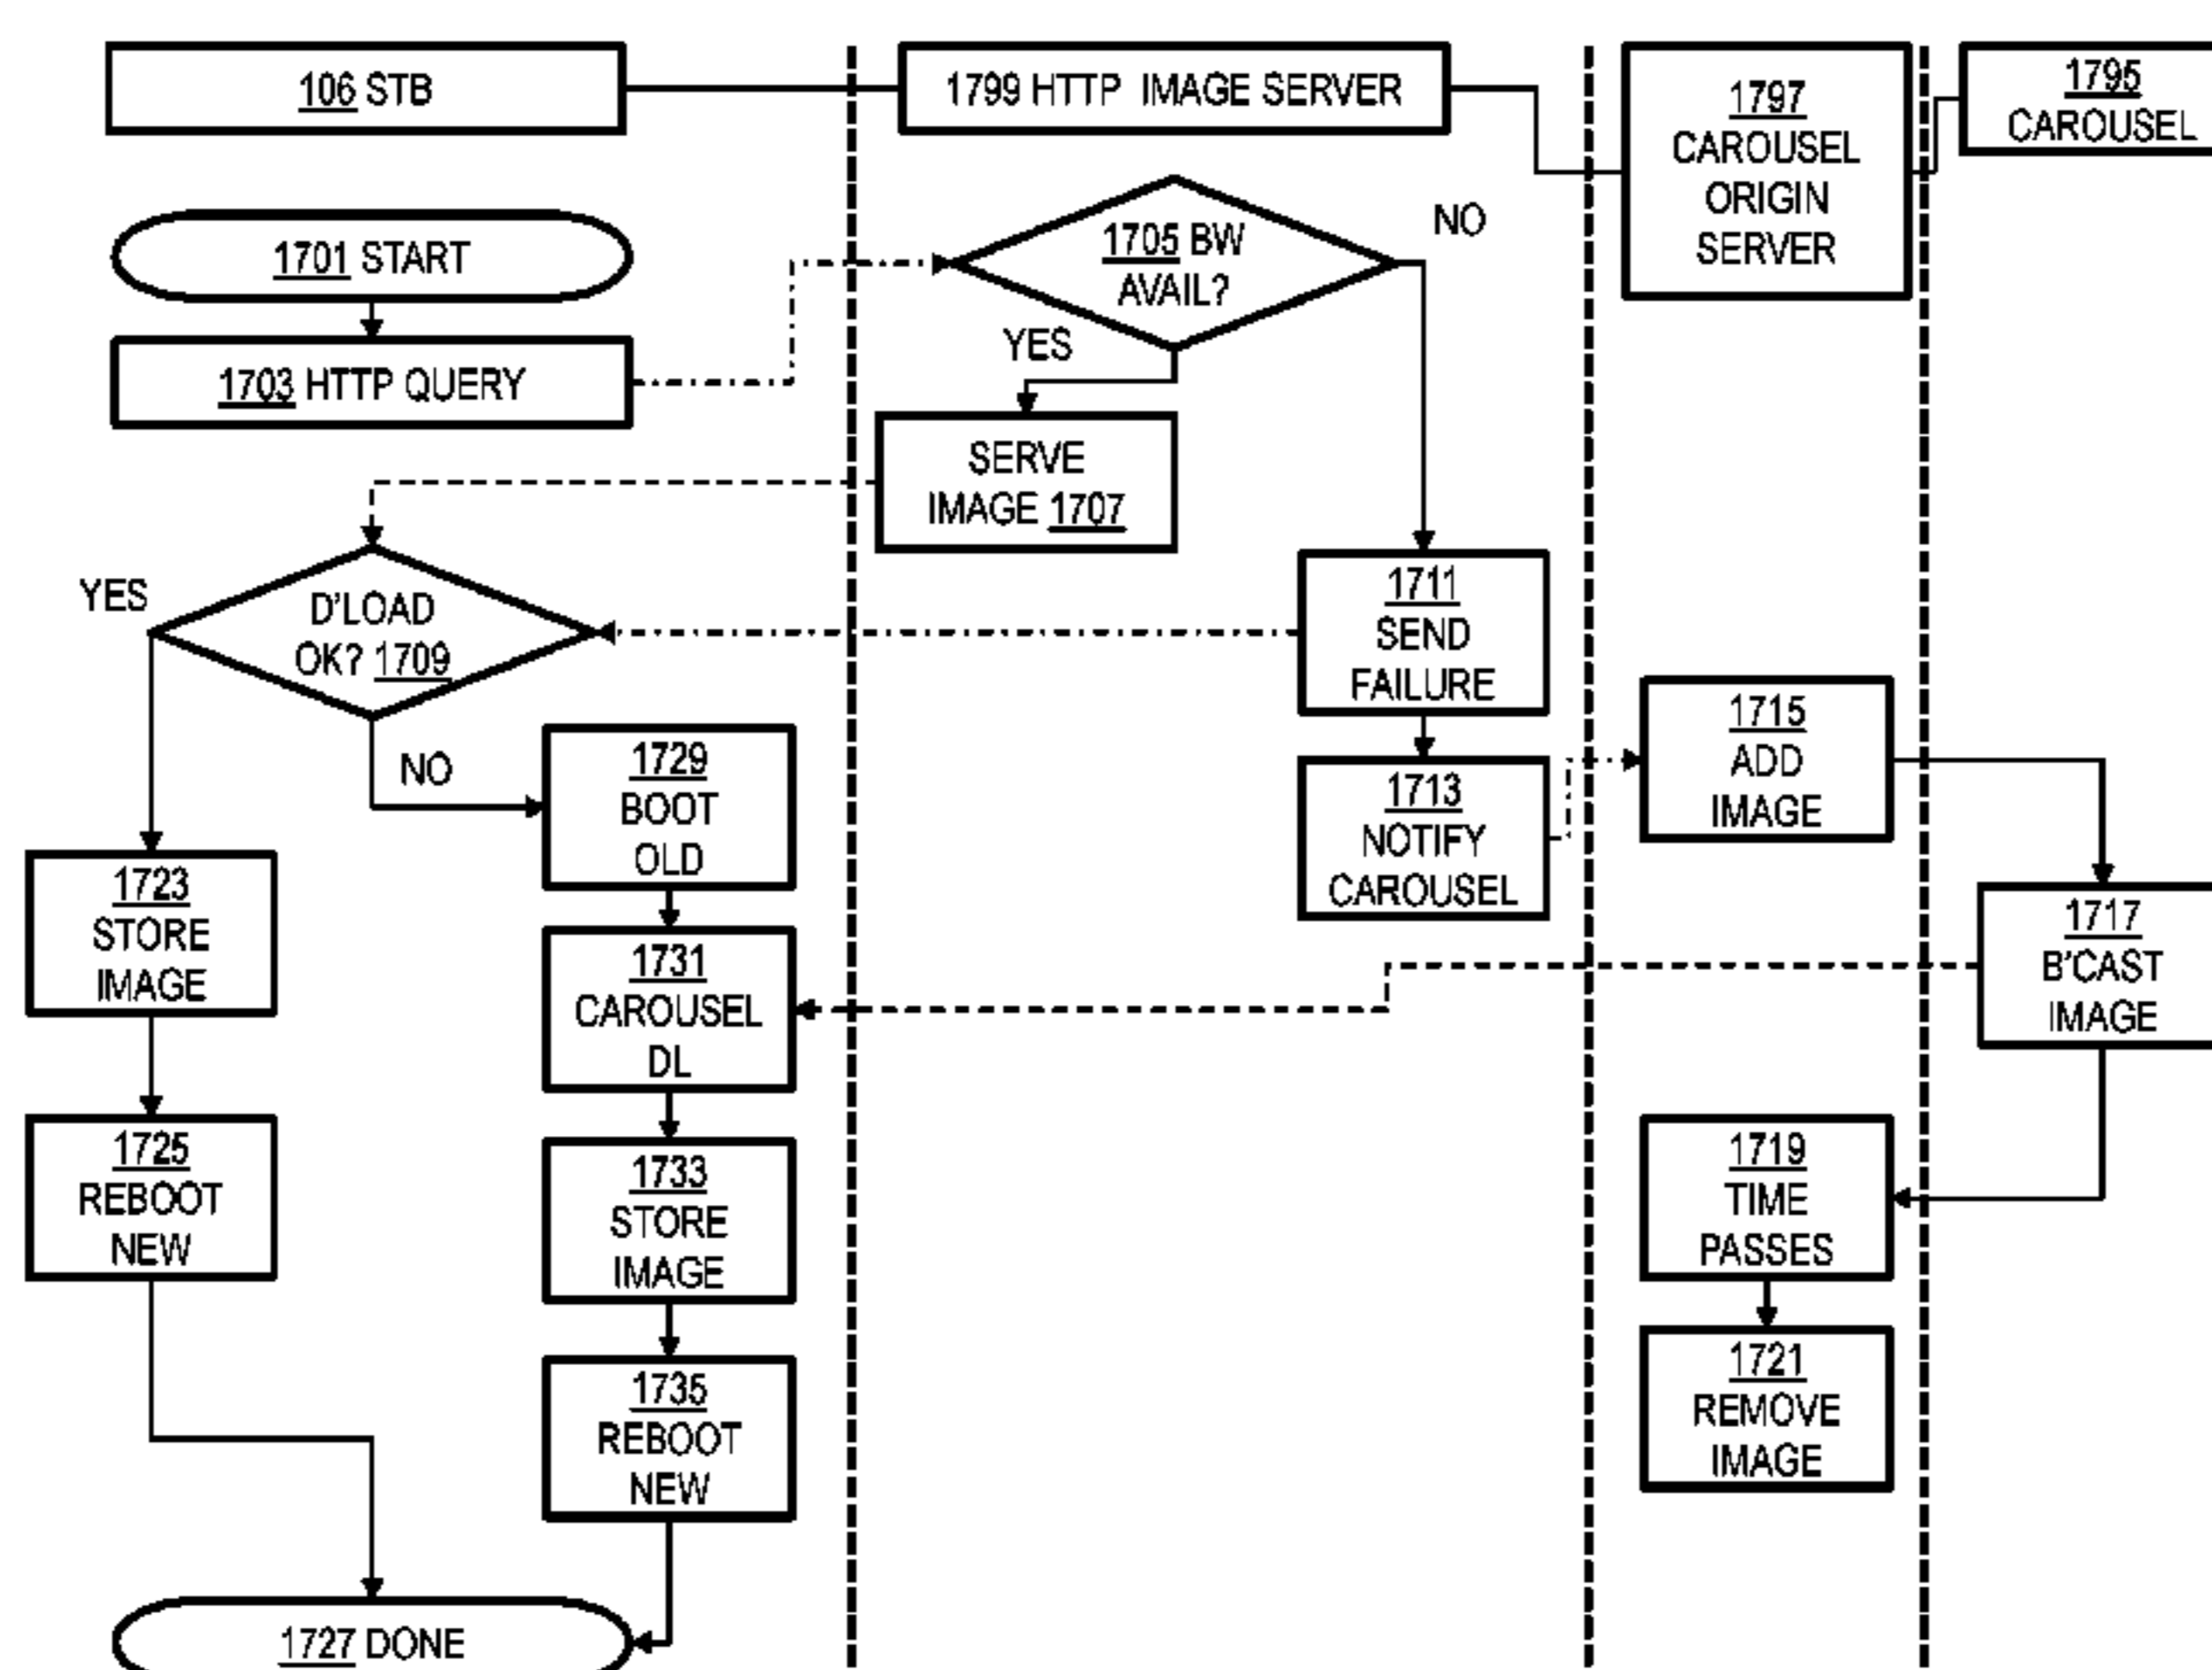 106 STB
1799 HTTP IMAGE SERVER
1797
CAROUSEL
ORIGIN
SERVER
1795
CAROUSEL
1701 START
1703 HTTP QUERY
1705 BW
AVAIL?
NO
YES
SERVE
IMAGE 1707
YES
D'LOAD
OK? 1709
NO
1711
SEND
FAILURE
1713
NOTIFY
CAROUSEL
1715
ADD
IMAGE
1717
B'CAST
IMAGE
1729
BOOT
OLD
1723
STORE
IMAGE
1731
CAROUSEL
DL
1725
REBOOT
NEW
1733
STORE
IMAGE
1719
TIME
PASSES
1735
REBOOT
NEW
1721
REMOVE
IMAGE
1727 DONE